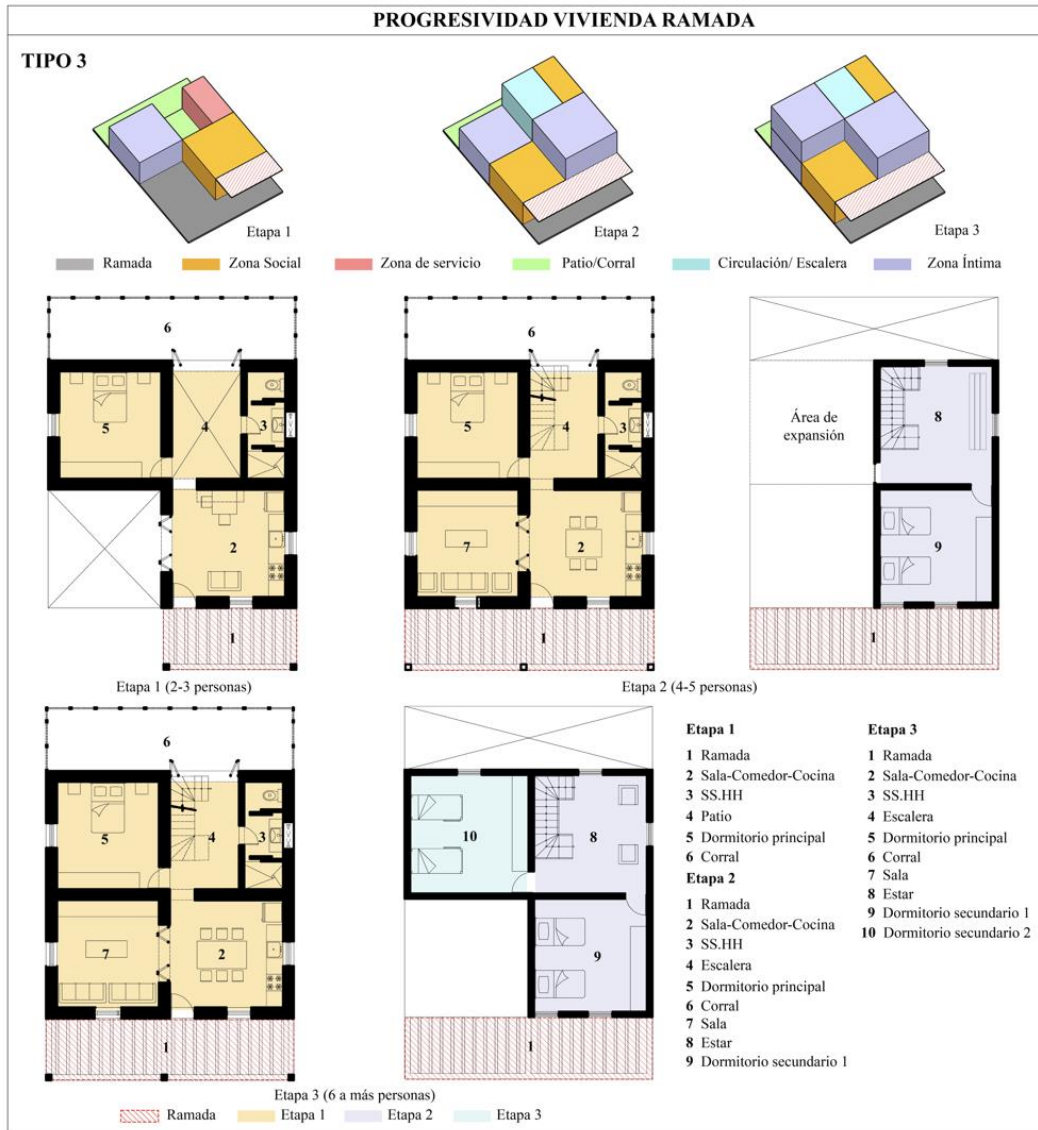 PROGRESIVIDAD VIVIENDA RAMADA
TIPO 3
Etapa 1
Etapa 2
Etapa 3
Ramada
Zona Social
Zona de servicio
Patio/Corral
Circulación/ Escalera
Zona Íntima
6
5
4
3
2
1
Etapa 1 (2-3 personas)
6
5
4
3
7
2
1
Área de
expansión
8
9
1
Etapa 2 (4-5 personas)
6
5
4
3
7
2
1
10
8
9
1
Etapa 3 (6 a más personas)
Etapa 1
1 Ramada
2 Sala-Comedor-Cocina
3 SS.HH
4 Patio
5 Dormitorio principal
6 Corral
Etapa 2
1 Ramada
2 Sala-Comedor-Cocina
3 SS.HH
4 Escalera
5 Dormitorio principal
6 Corral
7 Sala
8 Estar
9 Dormitorio secundario 1
Etapa 3
1 Ramada
2 Sala-Comedor-Cocina
3 SS.HH
4 Escalera
5 Dormitorio principal
6 Corral
7 Sala
8 Estar
9 Dormitorio secundario 1
10 Dormitorio secundario 2
Ramada
Etapa 1
Etapa 2
Etapa 3